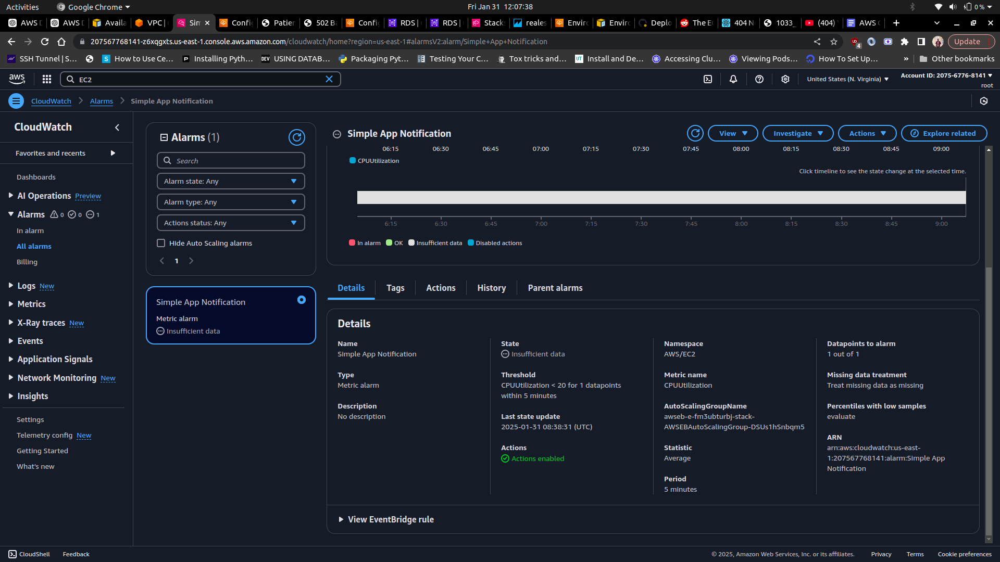 Activities
Google Chrome
Fri Jan 31 12:07:38
0 %
AWS D
AWS D
Availa
VPC |
Sim
Config
Patien
502 Ba
Config
RDS |
RDS |
Stacks
reales
Enviro
Enviro
Deplo
The EC
404 N
1033_
(404)
AWS C
207567768141-z6xqgxts.us-east-1.console.aws.amazon.com/cloudwatch/home?region=us-east-1#alarmsV2:alarm/Simple+App+Notification
4
Update
SSH Tunnel | S...
How to Use Ce...
Installing Pyth...
DEV
USING DATAB...
Packaging Pyt...
Testing Your C...
Tox tricks and...
UT
Install and De...
Accessing Clu...
Viewing Pods...
How To Set Up...
»
Other bookmarks
aws
EC2
United States (N. Virginia)
Account ID: 2075-6776-8141
root
CloudWatch
Alarms
Simple App Notification
CloudWatch
Favorites and recents
Dashboards
AI Operations Preview
Alarms 0 0 1
In alarm
All alarms
Billing
Logs New
Metrics
X-Ray traces New
Events
Application Signals
Network Monitoring New
Insights
Settings
Telemetry config New
Getting Started
What's new
Alarms (1)
Search
Alarm state: Any
Alarm type: Any
Actions status: Any
Hide Auto Scaling alarms
1
Simple App Notification
Metric alarm
Insufficient data
Simple App Notification
View
Investigate
Actions
Explore related
06:15 06:30 06:45 07:00 07:15 07:30 07:45 08:00 08:15 08:30 08:45 09:00
CPUUtilization
Click timeline to see the state change at the selected time.
6:15 6:30 6:45 7:00 7:15 7:30 7:45 8:00 8:15 8:30 8:45 9:00
In alarm OK Insufficient data Disabled actions
Details
Tags
Actions
History
Parent alarms
Details
Name
Simple App Notification
Type
Metric alarm
Description
No description
State
Insufficient data
Threshold
CPUUtilization < 20 for 1 datapoints
within 5 minutes
Last state update
2025-01-31 08:38:31 (UTC)
Actions
Actions enabled
Namespace
AWS/EC2
Metric name
CPUUtilization
AutoScalingGroupName
awseb-e-fm3ubturbj-stack-
AWSEBAutoScalingGroup-DSUs1hSnbqm5
Statistic
Average
Period
5 minutes
Datapoints to alarm
1 out of 1
Missing data treatment
Treat missing data as missing
Percentiles with low samples
evaluate
ARN
arn:aws:cloudwatch:us-east-
1:207567768141:alarm:Simple App
Notification
View EventBridge rule
CloudShell
Feedback
© 2025, Amazon Web Services, Inc. or its affiliates.
Privacy
Terms
Cookie preferences